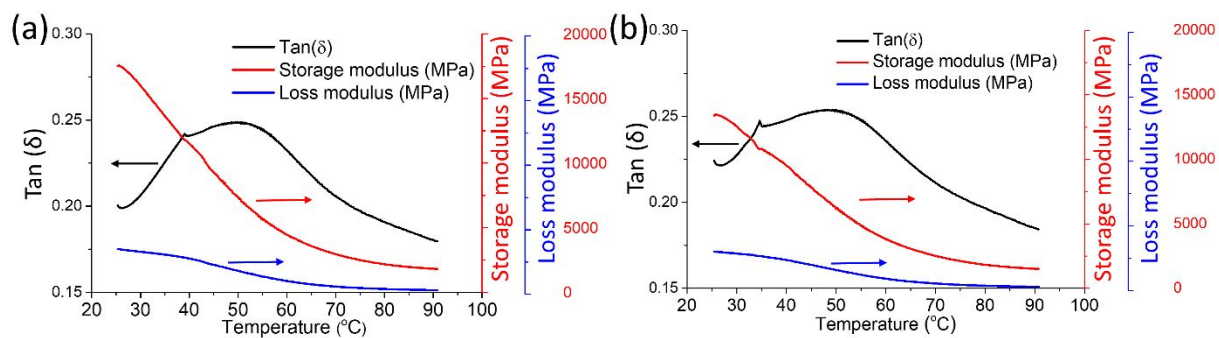 (a)
0.30
0.25
0.20
0.15
Tan (δ)
Tan(δ)
Storage modulus (MPa)
Loss modulus (MPa)
20 30 40 50 60 70 80 90 100
Temperature (°C)
20000
15000
10000
5000
0
Storage modulus (MPa)
Loss modulus (MPa)
(b)
0.30
0.25
0.20
0.15
Tan (δ)
Tan(δ)
Storage modulus (MPa)
Loss modulus (MPa)
20 30 40 50 60 70 80 90 100
Temperature (°C)
20000
15000
10000
5000
0
Storage modulus (MPa)
Loss modulus (MPa)